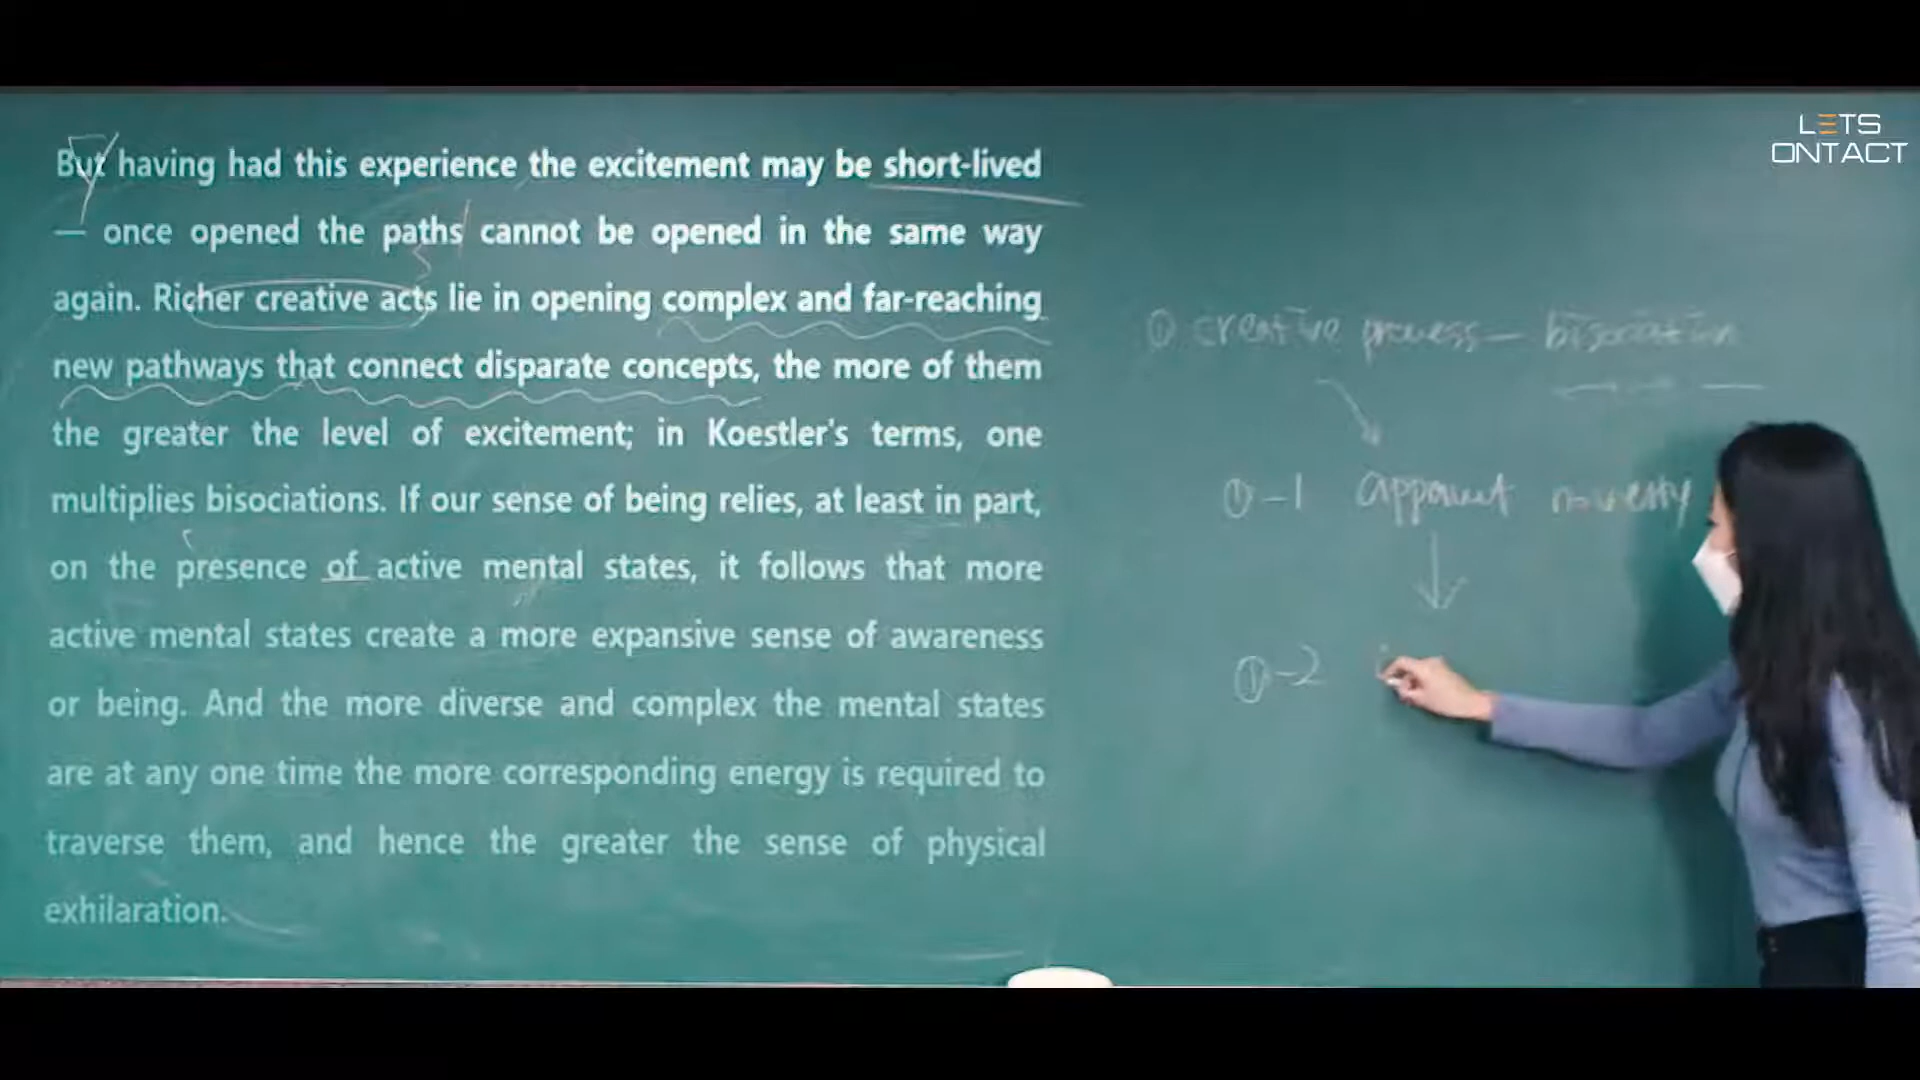 But having had this experience the excitement may be short-lived
— once opened the paths cannot be opened in the same way
again. Richer creative acts lie in opening complex and far-reaching
new pathways that connect disparate concepts, the more of them
the greater the level of excitement; in Koestler's terms, one
multiplies bisociations. If our sense of being relies, at least in part,
on the presence of active mental states, it follows that more
active mental states create a more expansive sense of awareness
or being. And the more diverse and complex the mental states
are at any one time the more corresponding energy is required to
traverse them, and hence the greater the sense of physical
exhilaration.
LETS
ONTACT
① creative process — bisociation
①-1 apparent novelty
①-2